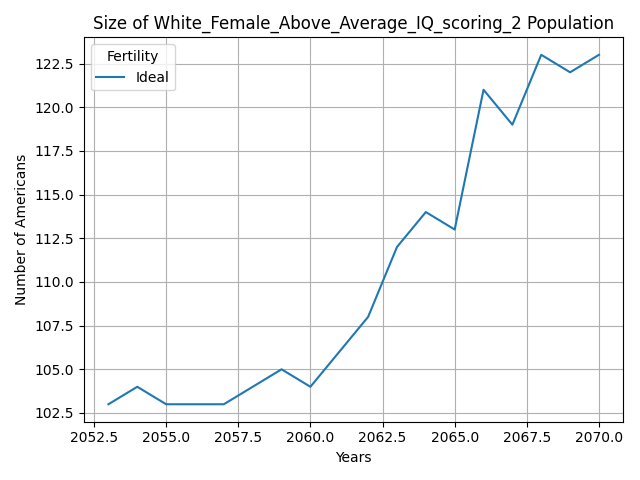 Size of White_Female_Above_Average_IQ_scoring_2 Population
Fertility
Ideal
122.5
120.0
117.5
115.0
112.5
110.0
107.5
105.0
102.5
Number of Americans
2052.5 2055.0 2057.5 2060.0 2062.5 2065.0 2067.5 2070.0
Years